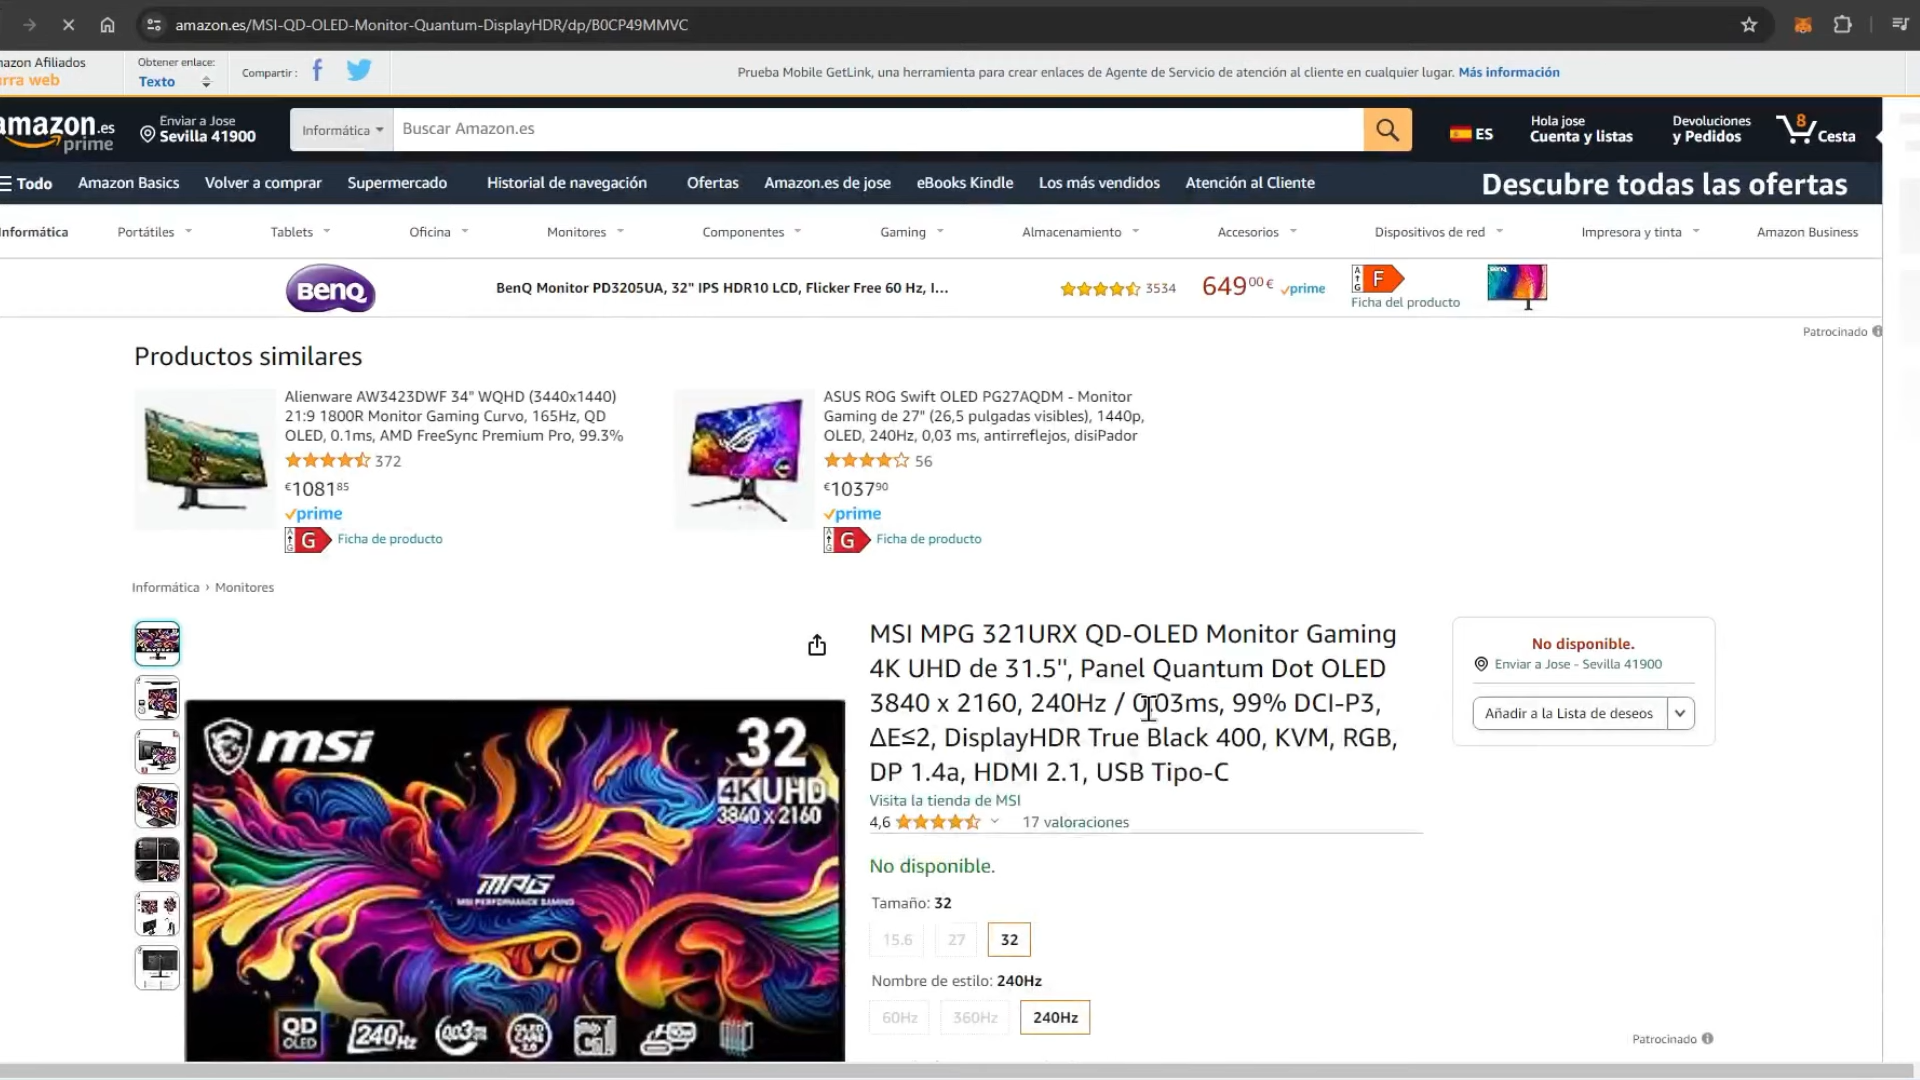 amazon.es/MSI-QD-OLED-Monitor-Quantum-DisplayHDR/dp/B0CP49MMVC
Obtener enlace:
Texto
Compartir :
Prueba Mobile GetLink, una herramienta para crear enlaces de Agente de Servicio de atención al cliente en cualquier lugar. Más información
amazon.es
prime
Enviar a Jose
Sevilla 41900
Informática
Buscar Amazon.es
ES
Hola jose
Cuenta y listas
Devoluciones
y Pedidos
8
Cesta
Todo
Amazon Basics
Volver a comprar
Supermercado
Historial de navegación
Ofertas
Amazon.es de jose
eBooks Kindle
Los más vendidos
Atención al Cliente
Descubre todas las ofertas
Informática
Portátiles
Tablets
Oficina
Monitores
Componentes
Gaming
Almacenamiento
Accesorios
Dispositivos de red
Impresora y tinta
Amazon Business
BenQ
BenQ Monitor PD3205UA, 32" IPS HDR10 LCD, Flicker Free 60 Hz, I...
3534
649 00 €
prime
F
Ficha del producto
Patrocinado
Productos similares
Alienware AW3423DWF 34" WQHD (3440x1440)
21:9 1800R Monitor Gaming Curvo, 165Hz, QD
OLED, 0.1ms, AMD FreeSync Premium Pro, 99.3%
372
€1081 85
prime
G
Ficha de producto
ASUS ROG Swift OLED PG27AQDM - Monitor
Gaming de 27" (26,5 pulgadas visibles), 1440p,
OLED, 240Hz, 0,03 ms, antirreflejos, disiPador
56
€1037 90
prime
G
Ficha de producto
Informática › Monitores
msi
32
4K UHD
3840 X 2160
MPG
MSI PERFORMANCE GAMING
QD
OLED
240Hz
MSI MPG 321URX QD-OLED Monitor Gaming
4K UHD de 31.5'', Panel Quantum Dot OLED
3840 x 2160, 240Hz / 0,03ms, 99% DCI-P3,
ΔE≤2, DisplayHDR True Black 400, KVM, RGB,
DP 1.4a, HDMI 2.1, USB Tipo-C
Visita la tienda de MSI
4,6
17 valoraciones
No disponible.
Tamaño: 32
15.6
27
32
Nombre de estilo: 240Hz
60Hz
360Hz
240Hz
No disponible.
Enviar a Jose - Sevilla 41900
Añadir a la Lista de deseos
Patrocinado